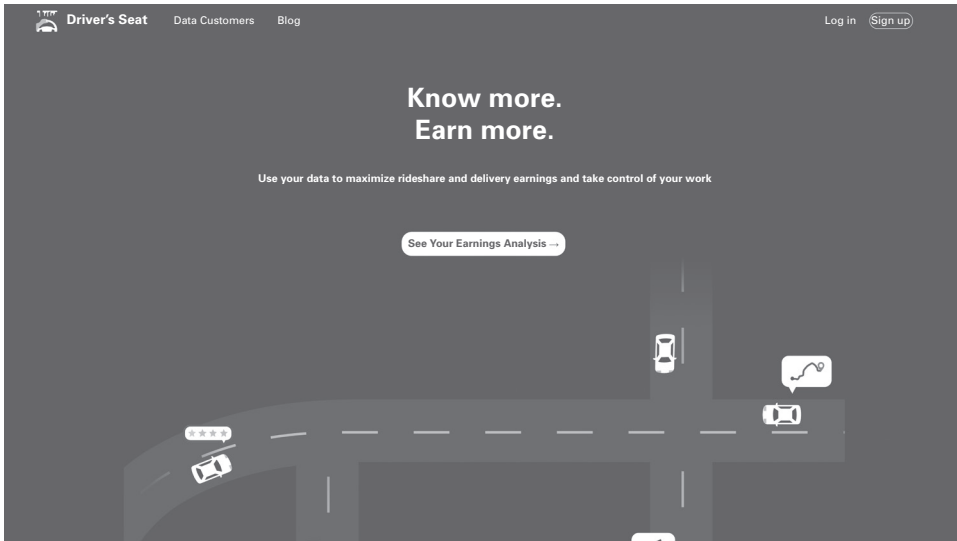 Driver's Seat
Data Customers
Blog
Log in
Sign up
Know more.
Earn more.
Use your data to maximize rideshare and delivery earnings and take control of your work
See Your Earnings Analysis →